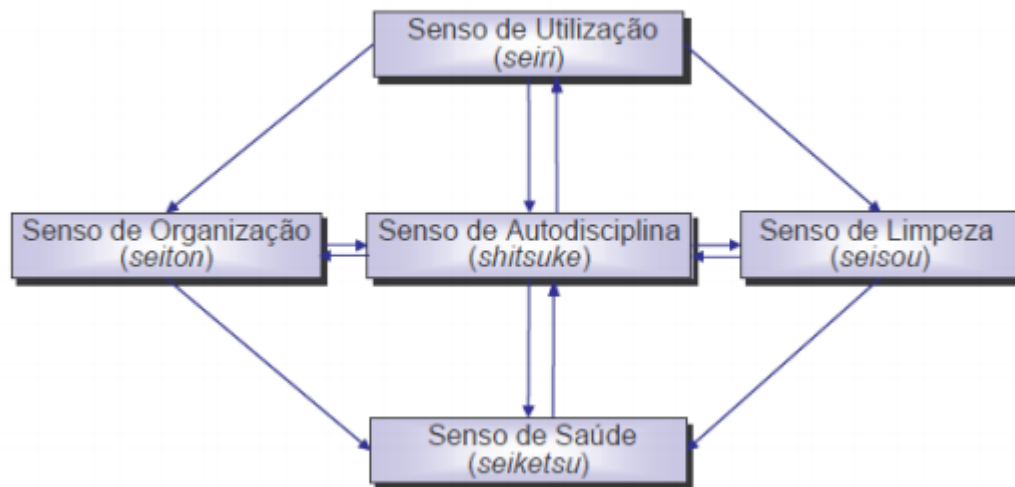 Senso de Utilização
(seiri)
Senso de Organização
(seiton)
Senso de Autodisciplina
(shitsuke)
Senso de Limpeza
(seisou)
Senso de Saúde
(seiketsu)